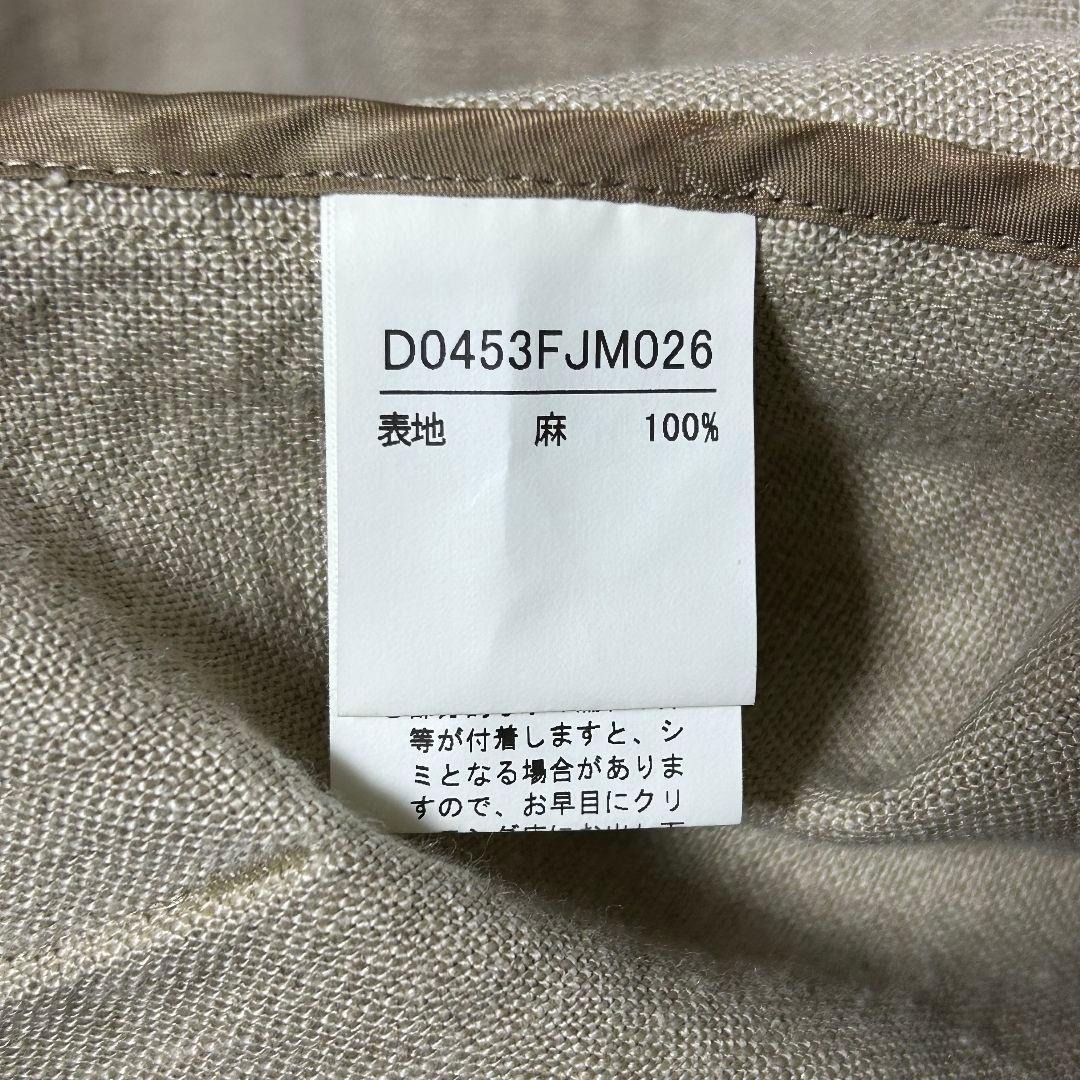 D0453FJM026
表地 麻 100%
等が付着しますと、シ
ミとなる場合がありま
すので、お早目にクリ